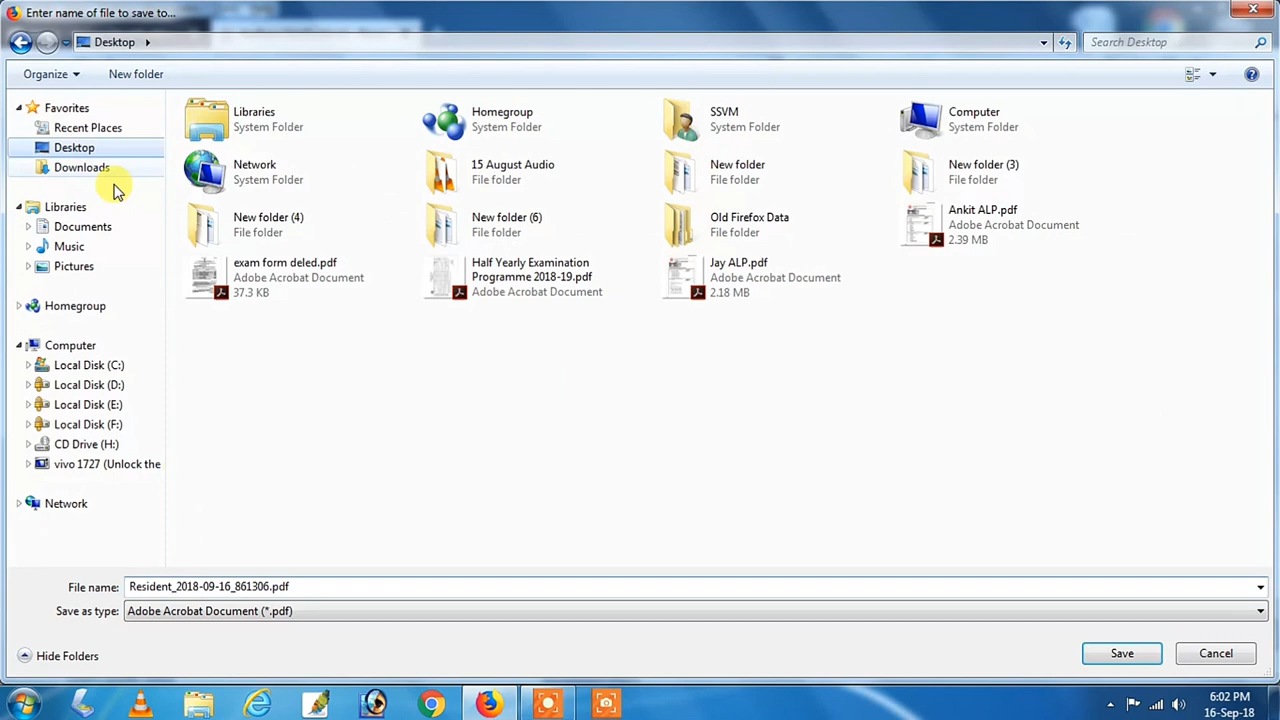 Enter name of file to save to...
Desktop
Search Desktop
Organize
New folder
Favorites
Recent Places
Desktop
Downloads
Libraries
Documents
Music
Pictures
Homegroup
Computer
Local Disk (C:)
Local Disk (D:)
Local Disk (E:)
Local Disk (F:)
CD Drive (H:)
vivo 1727 (Unlock the
Network
Libraries
System Folder
Homegroup
System Folder
SSVM
System Folder
Computer
System Folder
Network
System Folder
15 August Audio
File folder
New folder
File folder
New folder (3)
File folder
New folder (4)
File folder
New folder (6)
File folder
Old Firefox Data
File folder
Ankit ALP.pdf
Adobe Acrobat Document
2.39 MB
exam form deled.pdf
Adobe Acrobat Document
37.3 KB
Half Yearly Examination
Programme 2018-19.pdf
Adobe Acrobat Document
Jay ALP.pdf
Adobe Acrobat Document
2.18 MB
File name: Resident_2018-09-16_861306.pdf
Save as type: Adobe Acrobat Document (*.pdf)
Hide Folders
Save
Cancel
6:02 PM
16-Sep-18